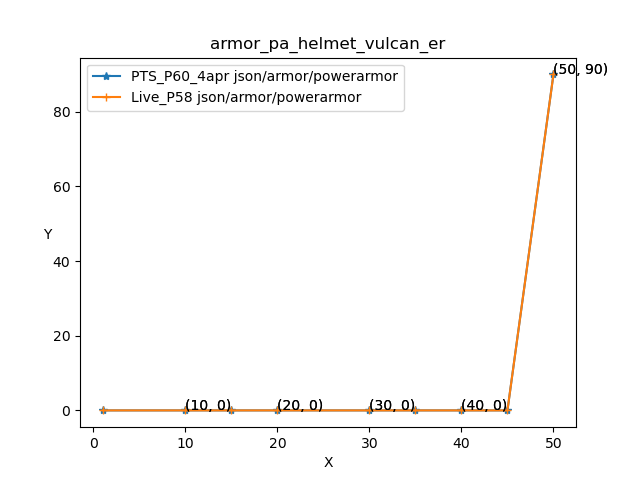 armor_pa_helmet_vulcan_er
PTS_P60_4apr json/armor/powerarmor
Live_P58 json/armor/powerarmor
(50, 90)
80
60
Y
40
20
0
(10, 0) (20, 0) (30, 0) (40, 0)
0 10 20 30 40 50
X